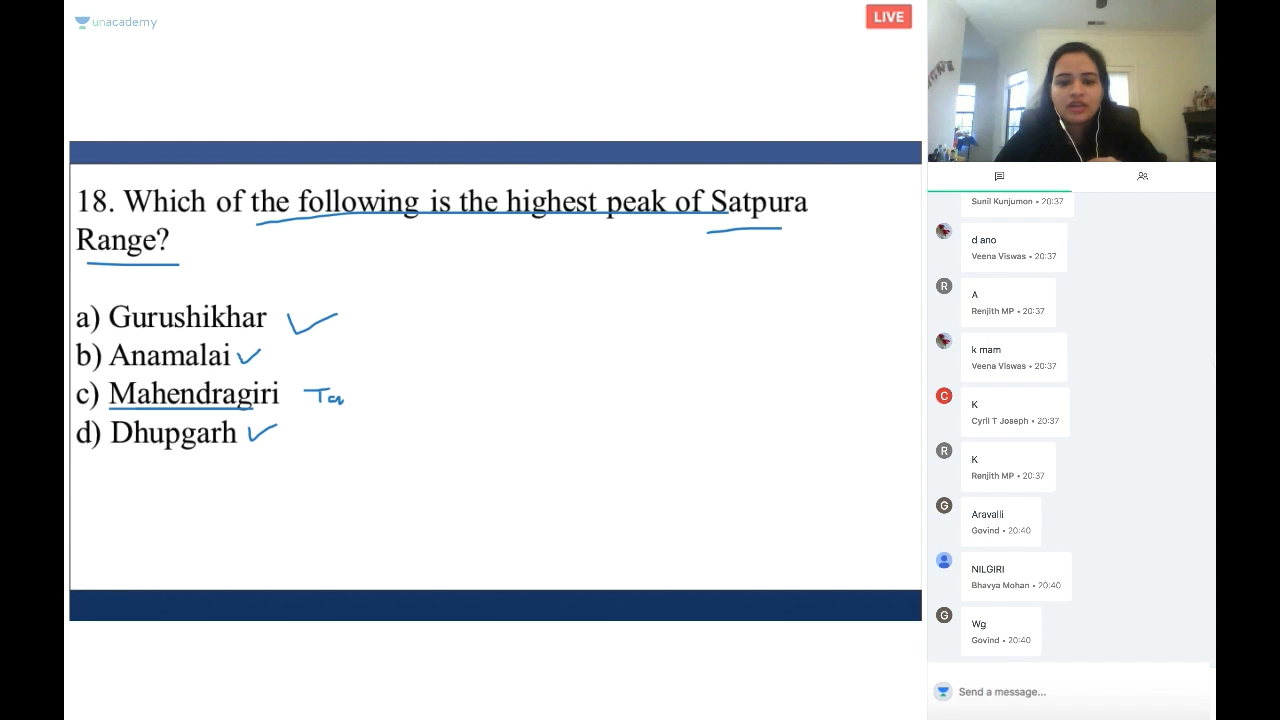 unacademy
LIVE
18. Which of the following is the highest peak of Satpura
Range?
a) Gurushikhar
b) Anamalai
c) Mahendragiri
d) Dhupgarh
Sunil Kunjumon • 20:37
d ano
Veena Viswas • 20:37
R
A
Renjith MP • 20:37
k mam
Veena Viswas • 20:37
C
K
Cyril T Joseph • 20:37
R
K
Renjith MP • 20:37
G
Aravalli
Govind • 20:40
NILGIRI
Bhavya Mohan • 20:40
G
Wg
Govind • 20:40
Send a message...